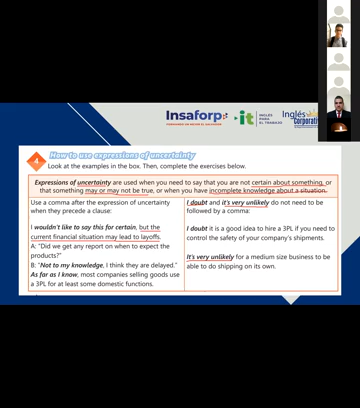 Insaforp
it
INGLÉS
PARA
EL TRABAJO
Inglés
Corporativo
4
How to use expressions of uncertainty
Look at the examples in the box. Then, complete the exercises below.
Expressions of uncertainty are used when you need to say that you are not certain about something, or
that something may or may not be true, or when you have incomplete knowledge about a situation.
Use a comma after the expression of uncertainty
when they precede a clause:
I wouldn't like to say this for certain, but the
current financial situation may lead to layoffs.
A: "Did we get any report on when to expect the
products?"
B: "Not to my knowledge, I think they are delayed."
As far as I know, most companies selling goods use
a 3PL for at least some domestic functions.
I doubt and it's very unlikely do not need to be
followed by a comma:
I doubt it is a good idea to hire a 3PL if you need to
control the safety of your company's shipments.
It's very unlikely for a medium size business to be
able to do shipping on its own.